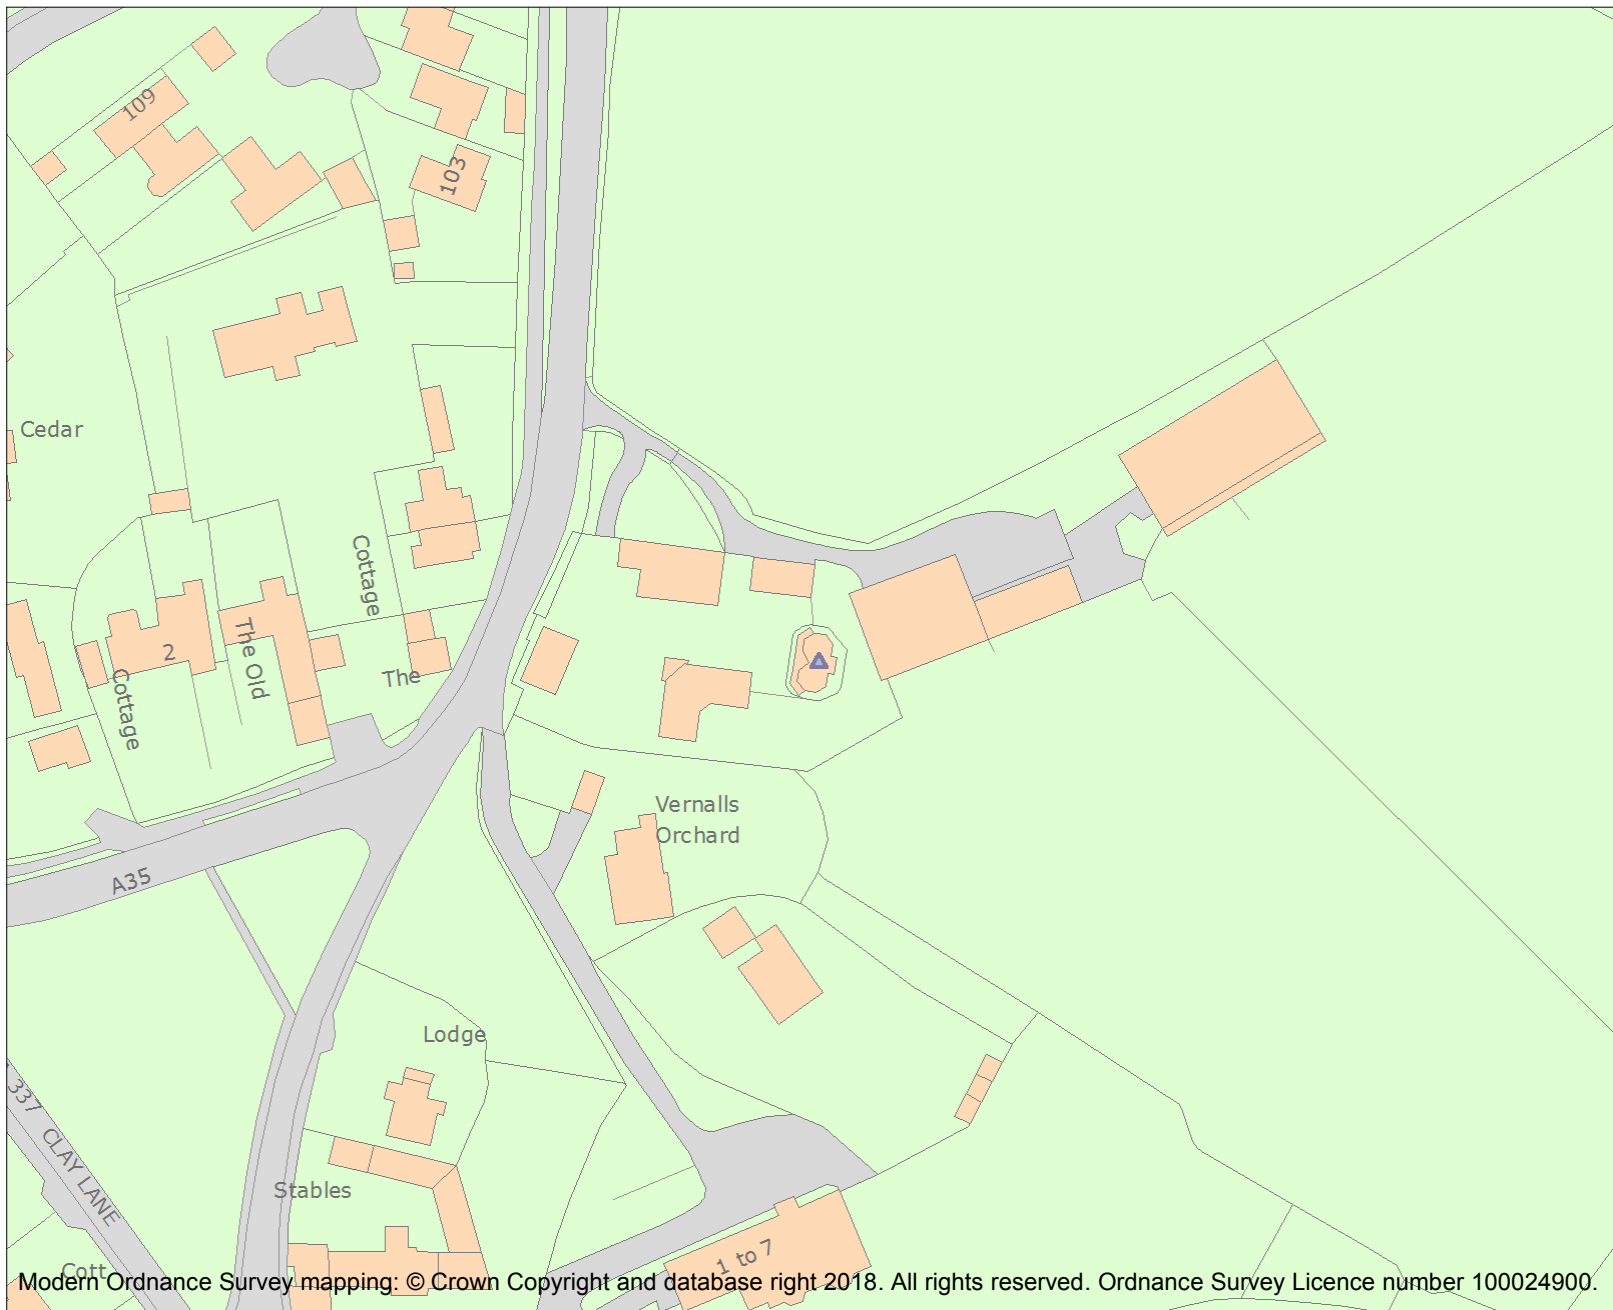 109
103
Cedar
Cottage
2
The Old
The
Cottage
Vernalls
Orchard
A35
Lodge
337 CLAY LANE
Stables
1 to 7
Cott
Modern Ordnance Survey mapping: © Crown Copyright and database right 2018. All rights reserved. Ordnance Survey Licence number 100024900.